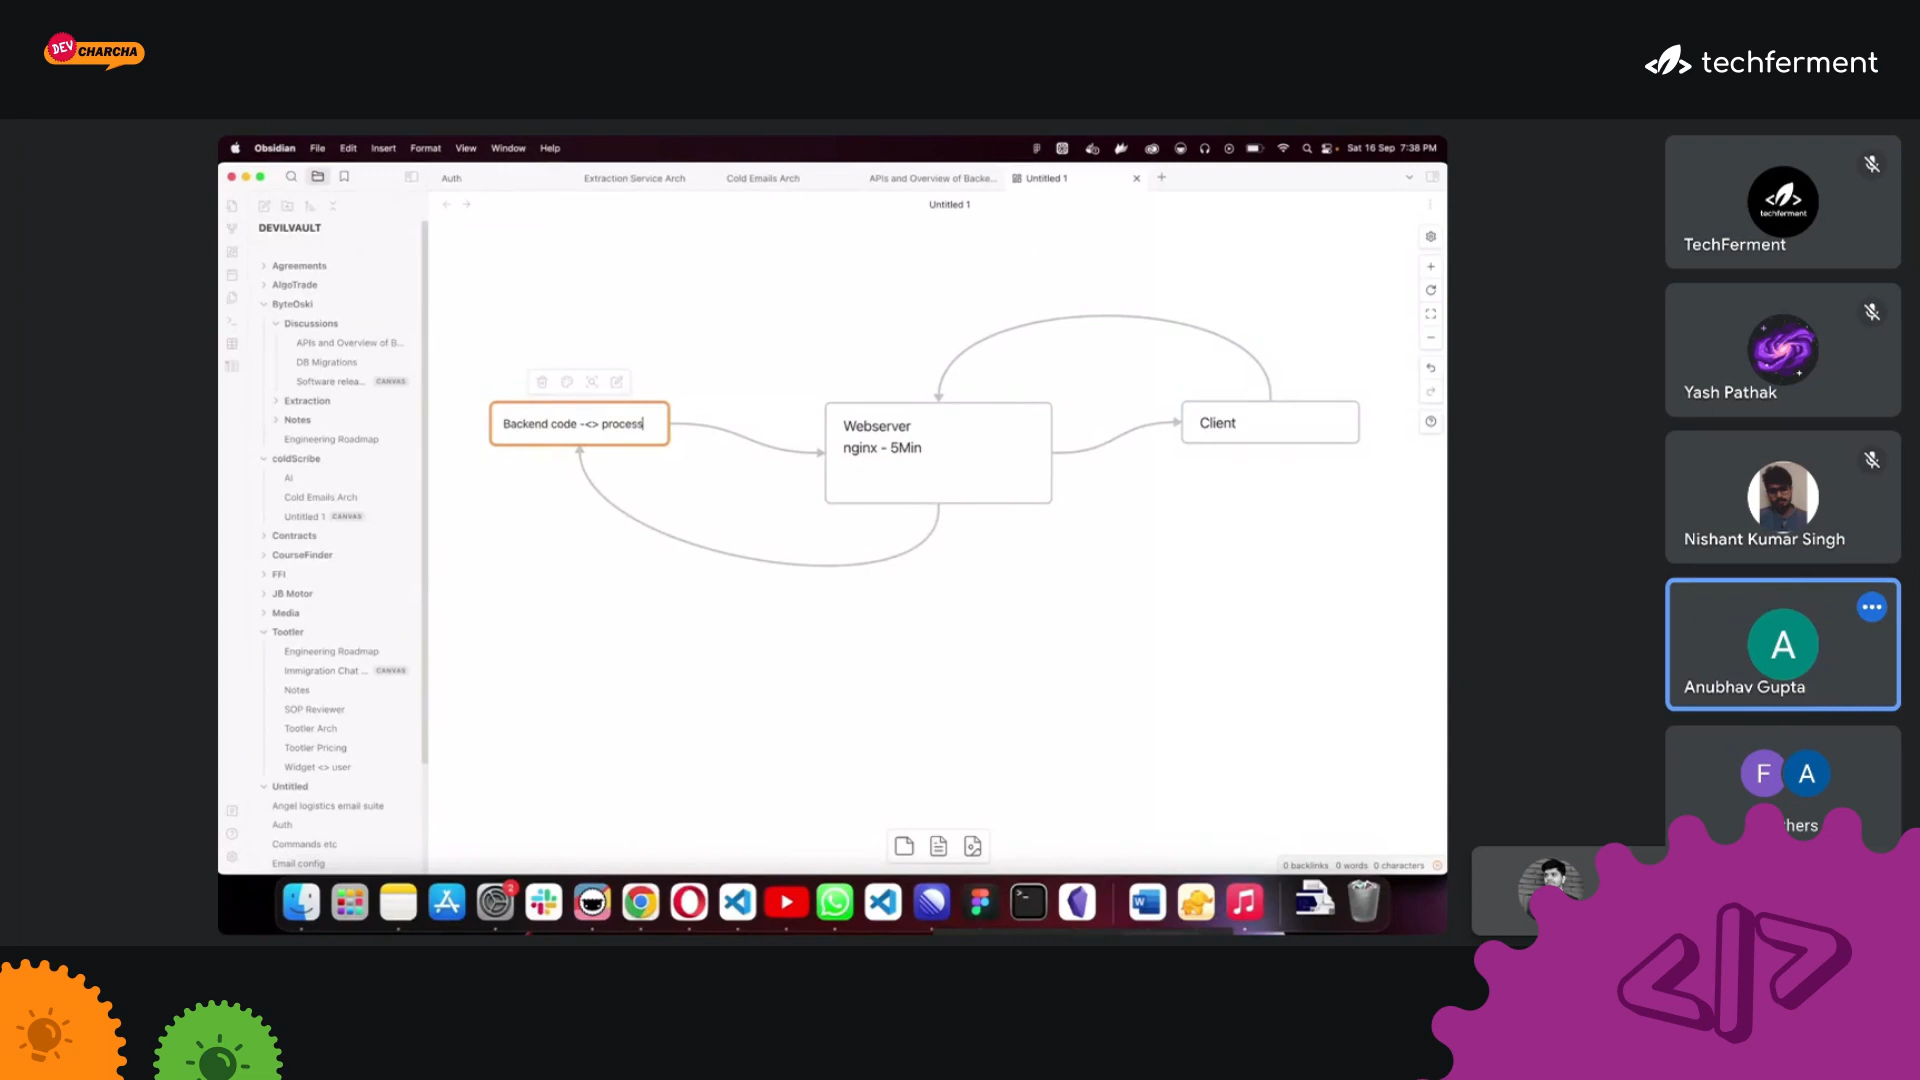 DEV CHARCHA
techferment
Obsidian File Edit Insert Format View Window Help
Sat 16 Sep 7:38 PM
Auth
Extraction Service Arch
Cold Emails Arch
APIs and Overview of Backe...
Untitled 1
Untitled 1
DEVILVAULT
Agreements
AlgoTrade
ByteOski
Discussions
APIs and Overview of B...
DB Migrations
Software relea... CANVAS
Extraction
Notes
Engineering Roadmap
coldScribe
AI
Cold Emails Arch
Untitled 1 CANVAS
Contracts
CourseFinder
FFI
JB Motor
Media
Tootler
Engineering Roadmap
Immigration Chat ... CANVAS
Notes
SOP Reviewer
Tootler Arch
Tootler Pricing
Widget <> user
Untitled
Angel logistics email suite
Auth
Commands etc
Email config
Backend code -<> process
Webserver
nginx - 5Min
Client
0 backlinks 0 words 0 characters
2
W
techferment
TechFerment
Yash Pathak
Nishant Kumar Singh
A
Anubhav Gupta
F A
hers